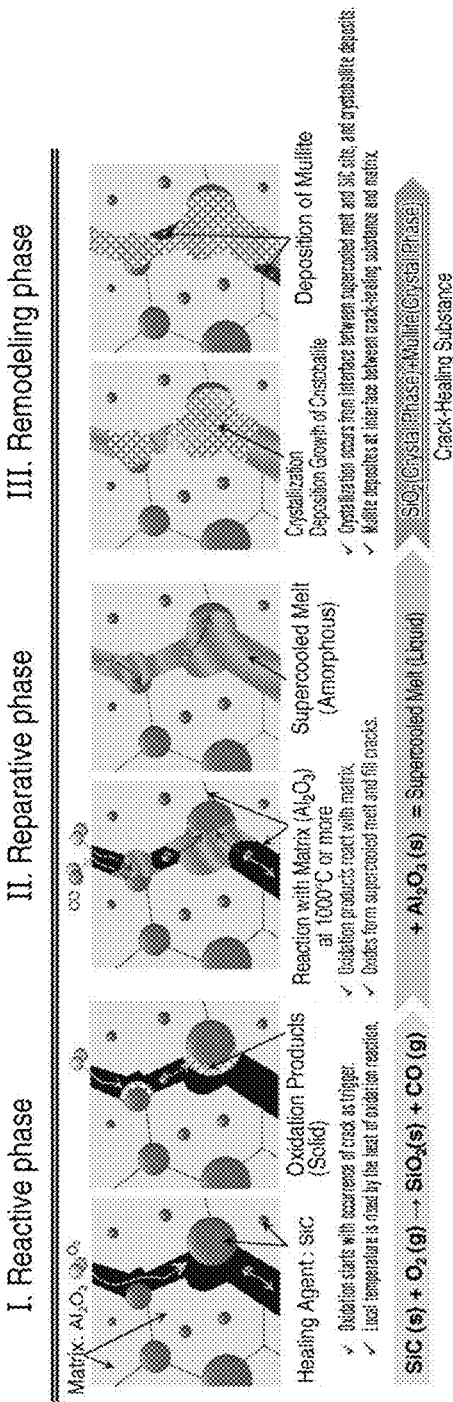 I. Reactive phase
Matrix: Al₂O₃
O₂
Healing Agent : SiC
Oxidation Products
(Solid)
✓ Oxidation starts with occurrence of crack as trigger.
✓ Local temperature is rized by the heat of oxidation reaction.
SiC (s) + O₂ (g) → SiO₂(s) + CO (g)
II. Reparative phase
CO
Reaction with Matrix (Al₂O₃)
at 1000°C or more
Supercooled Melt
(Amorphous)
✓ Oxidation products react with matrix.
✓ Oxides form supercooled melt and fill cracks.
+ Al₂O₃ (s) = Supercooled Melt (Liquid)
III. Remodeling phase
Crystallization
Deposition Growth of Cristobalite
Deposition of Mullite
✓ Crystallization occurs from interface between supercooled melt and SiC site, and crystoballite deposits.
✓ Mullite deposites at interface between crack-healing substance and matrix.
SiO₂(Crystal Phase)+Mullite(Crystal Phase)
Crack-Healing Substance